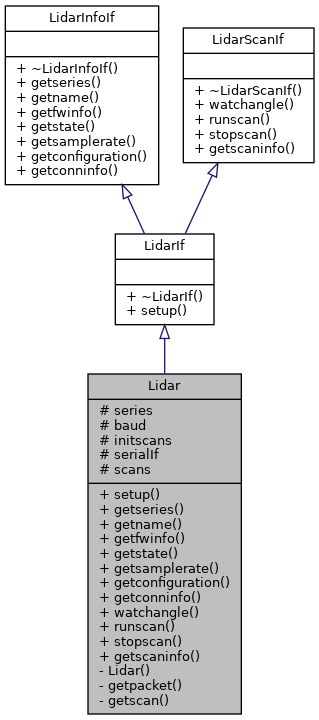 LidarInfoIf
+ ~LidarInfoIf()
+ getseries()
+ getname()
+ getfwinfo()
+ getstate()
+ getsamplerate()
+ getconfiguration()
+ getconninfo()
LidarScanIf
+ ~LidarScanIf()
+ watchangle()
+ runscan()
+ stopscan()
+ getscaninfo()
LidarIf
+ ~LidarIf()
+ setup()
Lidar
# series
# baud
# initscans
# serialIf
# scans
+ setup()
+ getseries()
+ getname()
+ getfwinfo()
+ getstate()
+ getsamplerate()
+ getconfiguration()
+ getconninfo()
+ watchangle()
+ runscan()
+ stopscan()
+ getscaninfo()
- Lidar()
- getpacket()
- getscan()